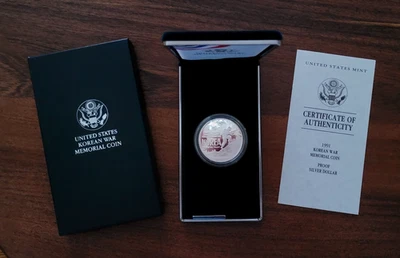 UNITED STATES
KOREAN WAR
MEMORIAL COIN
UNITED STATES MINT
CERTIFICATE OF
AUTHENTICITY
1991
KOREAN WAR
MEMORIAL COIN
PROOF
SILVER DOLLAR